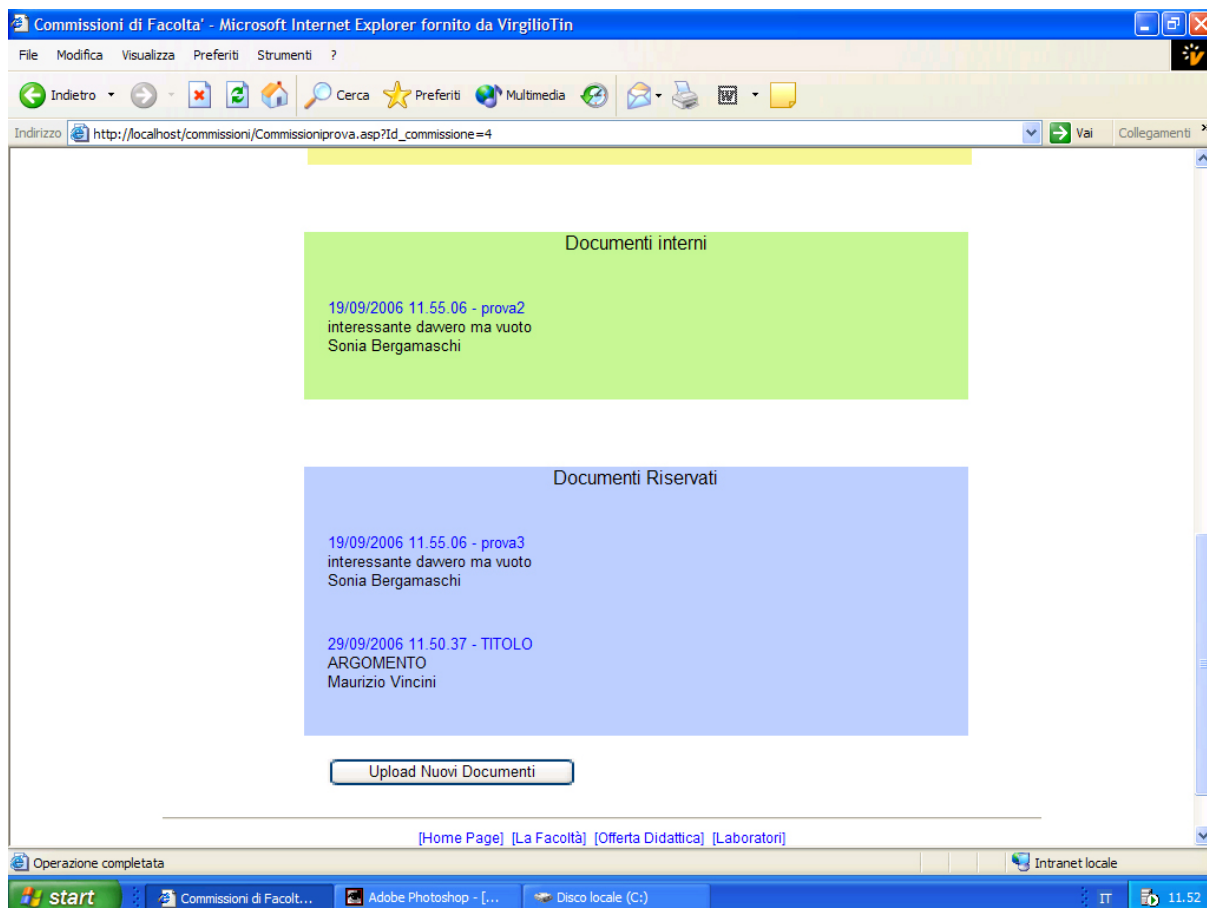 Commissioni di Facolta' - Microsoft Internet Explorer fornito da VirgilioTin
File Modifica Visualizza Preferiti Strumenti ?
Indietro Cerca Preferiti Multimedia
Indirizzo http://localhost/commissioni/Commissioniprova.asp?Id_commissione=4 Vai Collegamenti »
Documenti interni
19/09/2006 11.55.06 - prova2
interessante davvero ma vuoto
Sonia Bergamaschi
Documenti Riservati
19/09/2006 11.55.06 - prova3
interessante davvero ma vuoto
Sonia Bergamaschi
29/09/2006 11.50.37 - TITOLO
ARGOMENTO
Maurizio Vincini
Upload Nuovi Documenti
[Home Page] [La Facoltà] [Offerta Didattica] [Laboratori]
Operazione completata Intranet locale
start Commissioni di Facolt... Adobe Photoshop - [... Disco locale (C:) IT 11.52